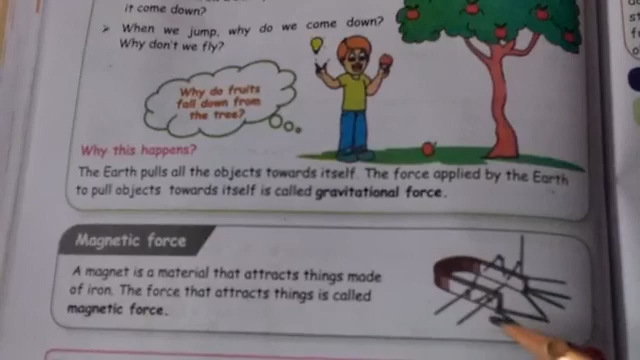 it come down?
➤ When we jump, why do we come down?
Why don't we fly?
Why do fruits
fall down from
the tree?
Why this happens?
The Earth pulls all the objects towards itself. The force applied by the Earth
to pull objects towards itself is called gravitational force.
Magnetic force
A magnet is a material that attracts things made
of iron. The force that attracts things is called
magnetic force.